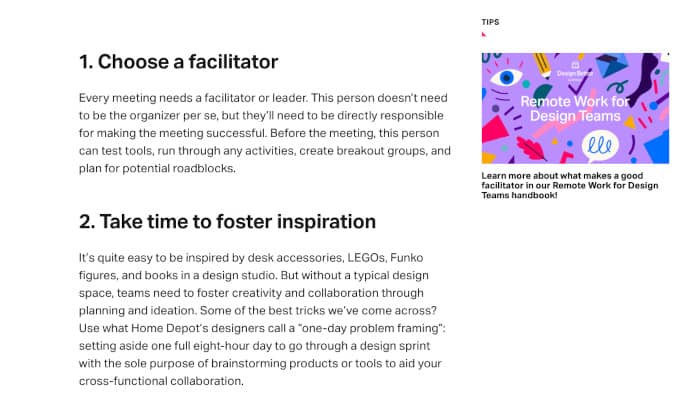 1. Choose a facilitator
Every meeting needs a facilitator or leader. This person doesn't need
to be the organizer per se, but they'll need to be directly responsible
for making the meeting successful. Before the meeting, this person
can test tools, run through any activities, create breakout groups, and
plan for potential roadblocks.
2. Take time to foster inspiration
It's quite easy to be inspired by desk accessories, LEGOs, Funko
figures, and books in a design studio. But without a typical design
space, teams need to foster creativity and collaboration through
planning and ideation. Some of the best tricks we've come across?
Use what Home Depot's designers call a "one-day problem framing":
setting aside one full eight-hour day to go through a design sprint
with the sole purpose of brainstorming products or tools to aid your
cross-functional collaboration.
TIPS
Design Better
Remote Work for
Design Teams
Learn more about what makes a good
facilitator in our Remote Work for Design
Teams handbook!